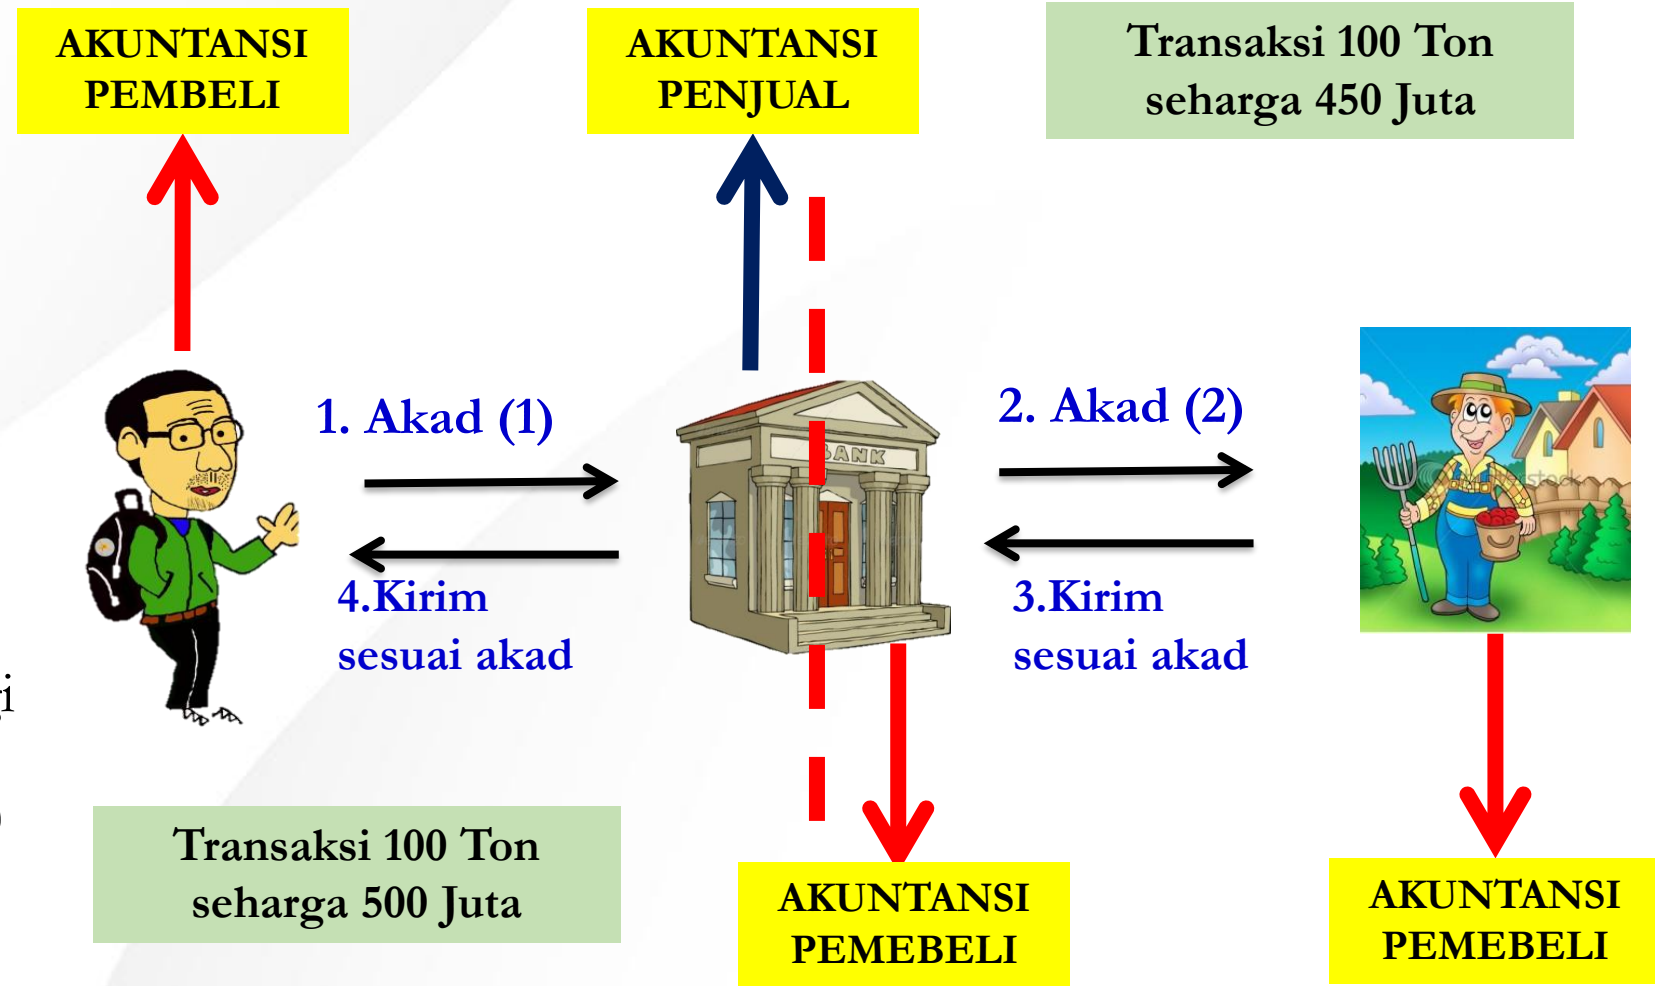 AKUNTANSI
PEMBELI
AKUNTANSI
PENJUAL
Transaksi 100 Ton
seharga 450 Juta
1. Akad (1)
2. Akad (2)
BANK
4.Kirim
sesuai akad
3.Kirim
sesuai akad
gi
Transaksi 100 Ton
seharga 500 Juta
AKUNTANSI
PEMEBELI
AKUNTANSI
PEMEBELI